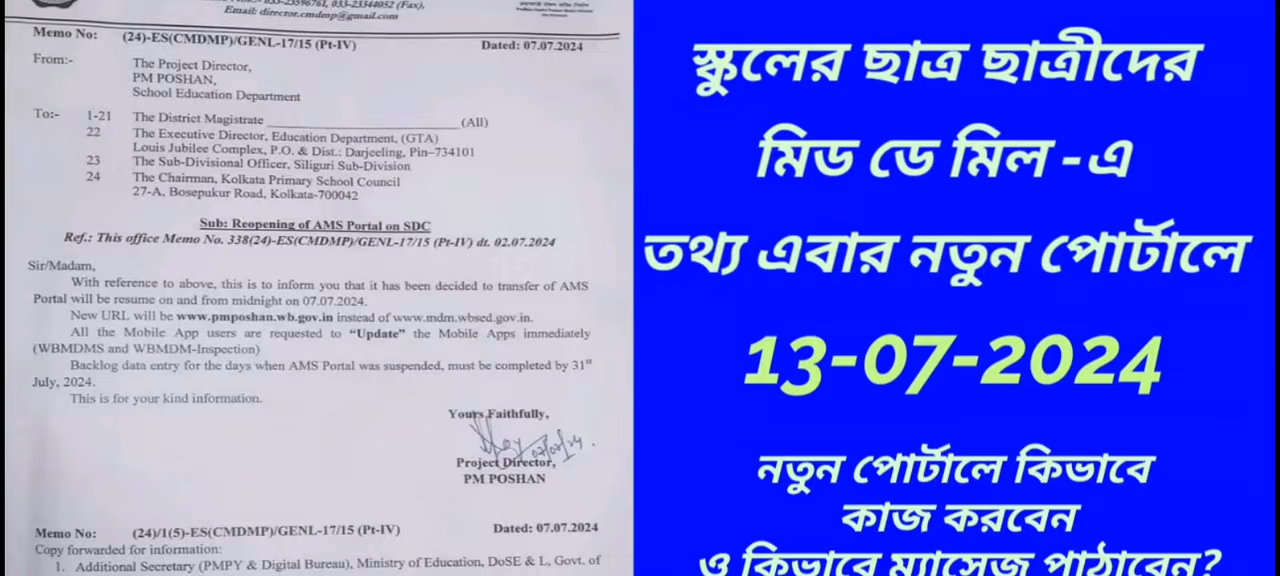 033-23344052 (Fax),
Email: director.cmdmp@gmail.com
Memo No: (24)-ES(CMDMP)/GENL-17/15 (Pt-IV) Dated: 07.07.2024
From:- The Project Director,
PM POSHAN,
School Education Department
To:- 1-21 The District Magistrate ______________________ (All)
22 The Executive Director, Education Department, (GTA)
Louis Jubilee Complex, P.O. & Dist.: Darjeeling, Pin–734101
23 The Sub-Divisional Officer, Siliguri Sub-Division
24 The Chairman, Kolkata Primary School Council
27-A, Bosepukur Road, Kolkata-700042
Sub: Reopening of AMS Portal on SDC
Ref.: This office Memo No. 338(24)-ES(CMDMP)/GENL-17/15 (Pt-IV) dt. 02.07.2024
Sir/Madam,
With reference to above, this is to inform you that it has been decided to transfer of AMS
Portal will be resume on and from midnight on 07.07.2024.
New URL will be www.pmposhan.wb.gov.in instead of www.mdm.wbsed.gov.in.
All the Mobile App users are requested to “Update” the Mobile Apps immediately
(WBMDMS and WBMDM-Inspection)
Backlog data entry for the days when AMS Portal was suspended, must be completed by 31st
July, 2024.
This is for your kind information.
Yours Faithfully,
07/07/24
Project Director,
PM POSHAN
Memo No: (24)/1(5)-ES(CMDMP)/GENL-17/15 (Pt-IV) Dated: 07.07.2024
Copy forwarded for information:
1. Additional Secretary (PMPY & Digital Bureau), Ministry of Education, DoSE & L, Govt. of
স্কুলের ছাত্র ছাত্রীদের
মিড ডে মিল -এ
তথ্য এবার নতুন পোর্টালে
13-07-2024
নতুন পোর্টালে কিভাবে
কাজ করবেন
ও কিভাবে ম্যাসেজ পাঠাবেন?